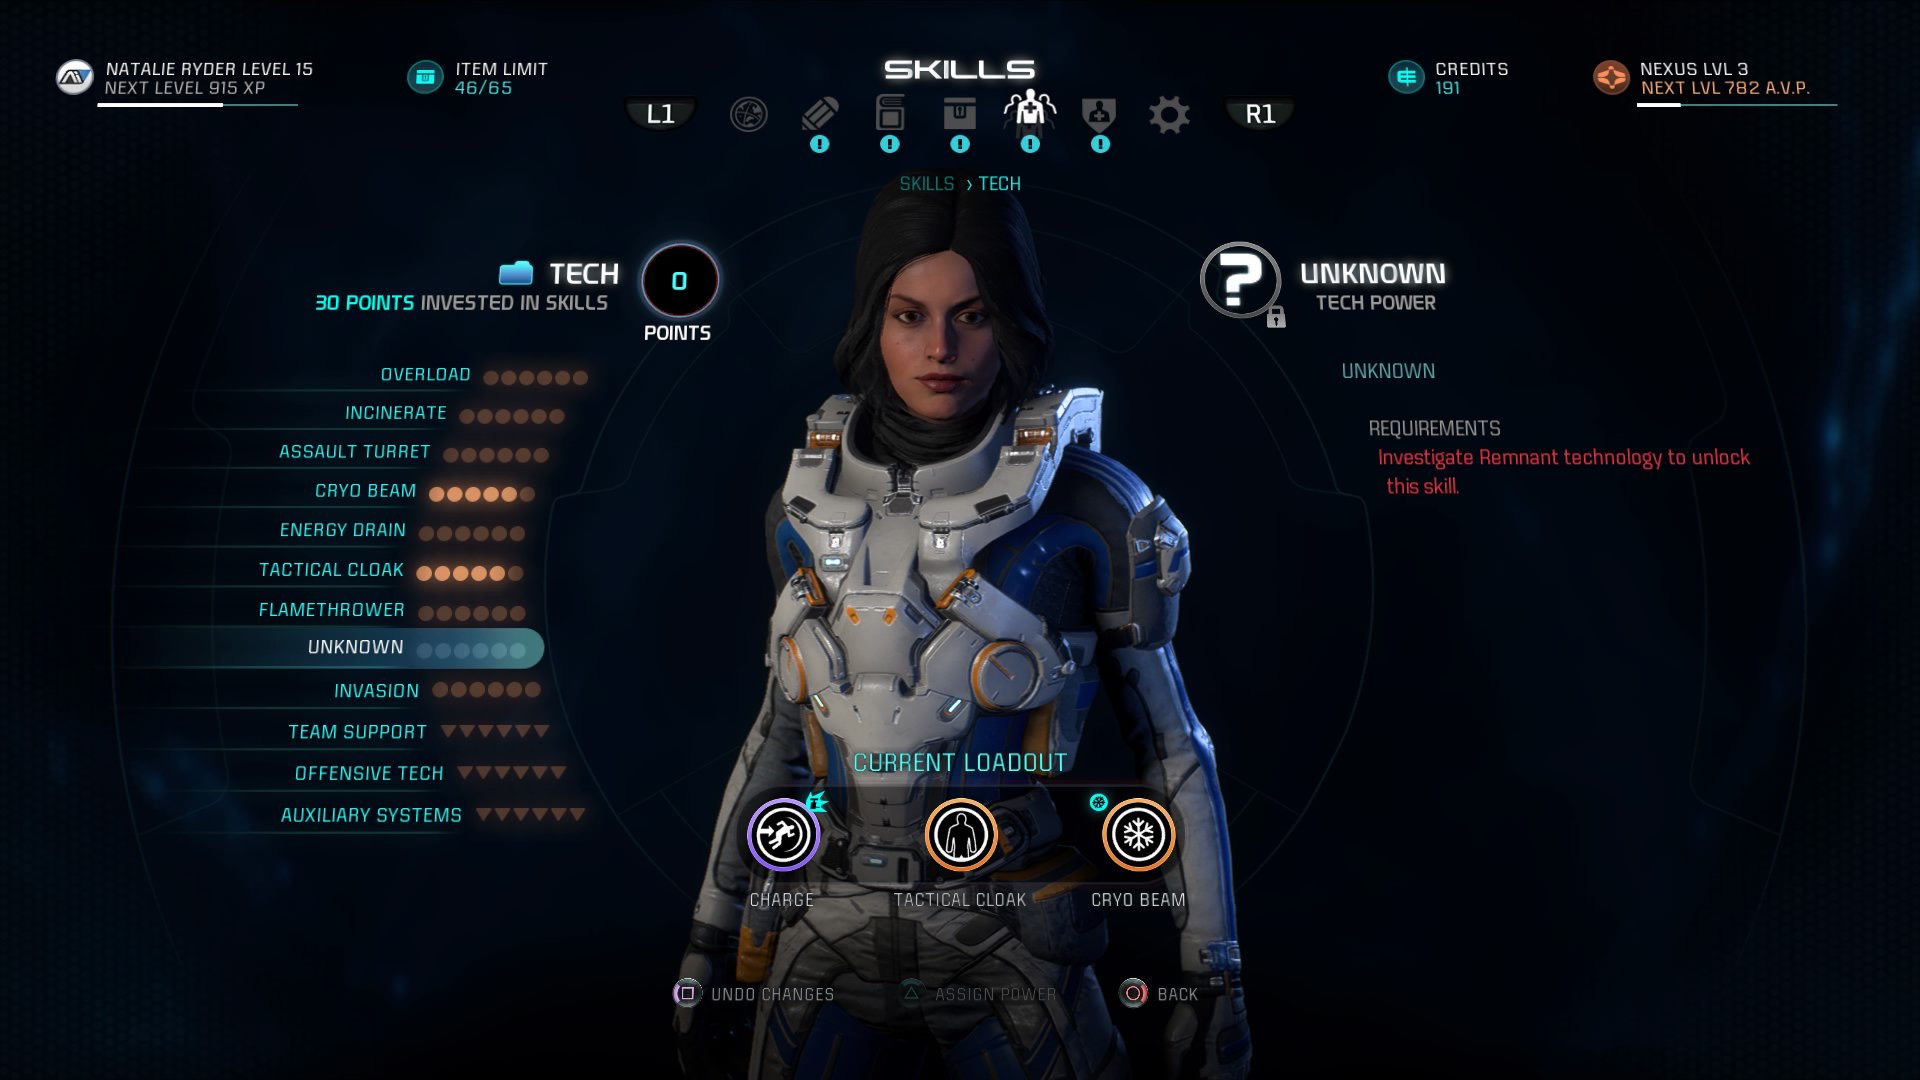 NATALIE RYDER LEVEL 15
NEXT LEVEL 915 XP
ITEM LIMIT
46/65
SKILLS
CREDITS
191
NEXUS LVL 3
NEXT LVL 782 A.V.P.
L1
R1
SKILLS › TECH
TECH
30 POINTS INVESTED IN SKILLS
0
POINTS
?
UNKNOWN
TECH POWER
UNKNOWN
REQUIREMENTS
Investigate Remnant technology to unlock
this skill.
OVERLOAD
INCINERATE
ASSAULT TURRET
CRYO BEAM
ENERGY DRAIN
TACTICAL CLOAK
FLAMETHROWER
UNKNOWN
INVASION
TEAM SUPPORT
OFFENSIVE TECH
AUXILIARY SYSTEMS
CURRENT LOADOUT
CHARGE
TACTICAL CLOAK
CRYO BEAM
UNDO CHANGES
ASSIGN POWER
BACK